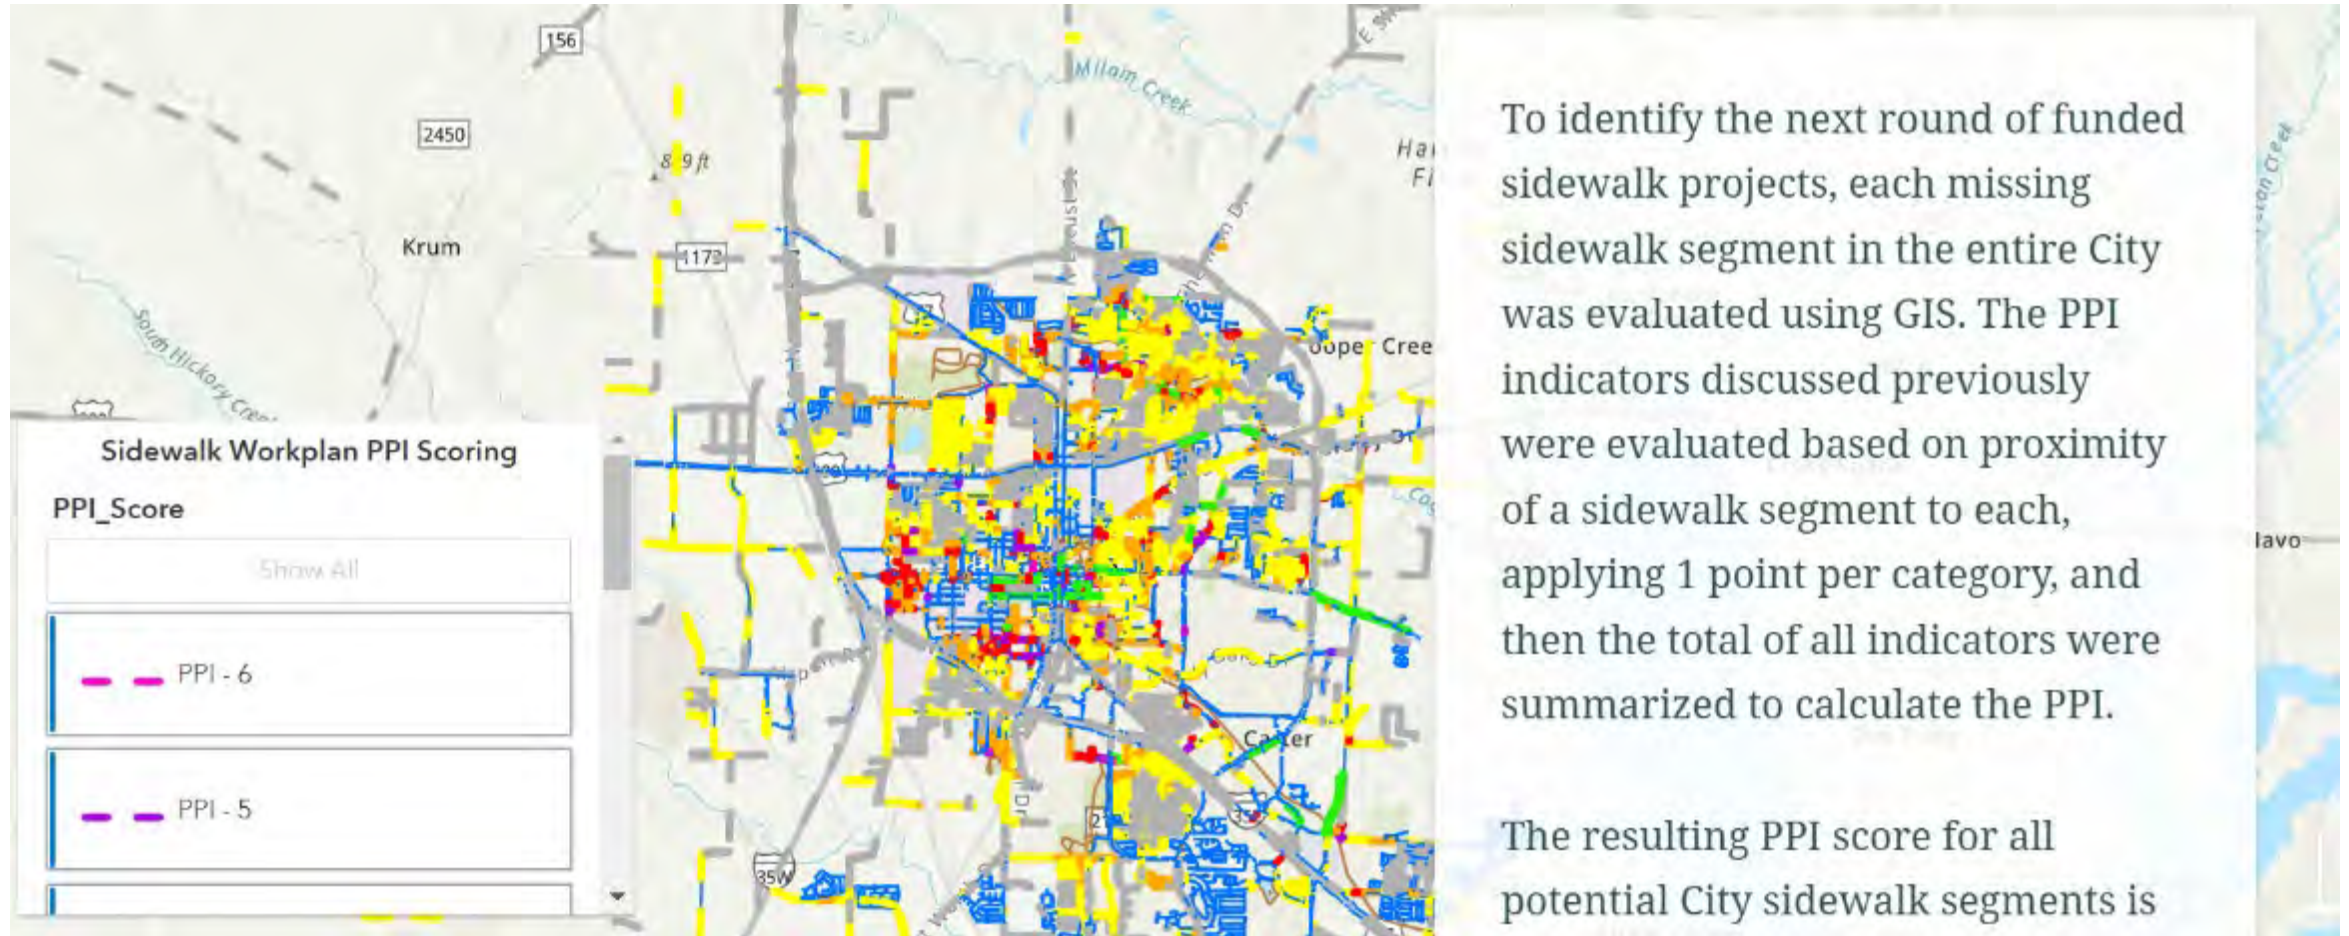 156
Milam Creek
2450
Krum
1173
South Hickory Creek
Sidewalk Workplan PPI Scoring
PPI_Score
Show All
PPI - 6
PPI - 5
35W
To identify the next round of funded
sidewalk projects, each missing
sidewalk segment in the entire City
was evaluated using GIS. The PPI
indicators discussed previously
were evaluated based on proximity
of a sidewalk segment to each,
applying 1 point per category, and
then the total of all indicators were
summarized to calculate the PPI.
The resulting PPI score for all
potential City sidewalk segments is